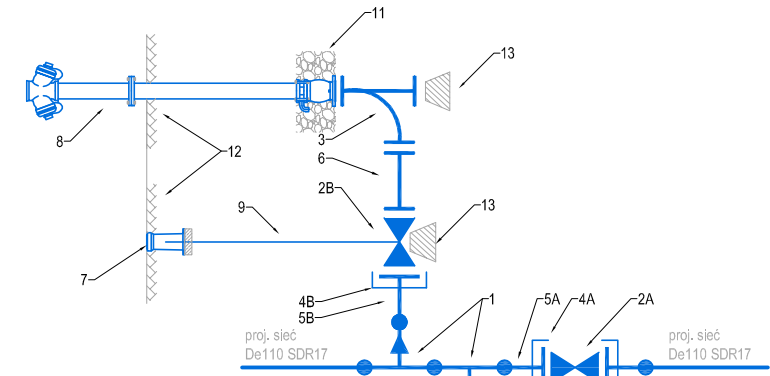 11
13
8
3
12
6
2B
9
13
7
4B
5B
1
5A
4A
2A
proj. sieć
De110 SDR17
proj. sieć
De110 SDR17